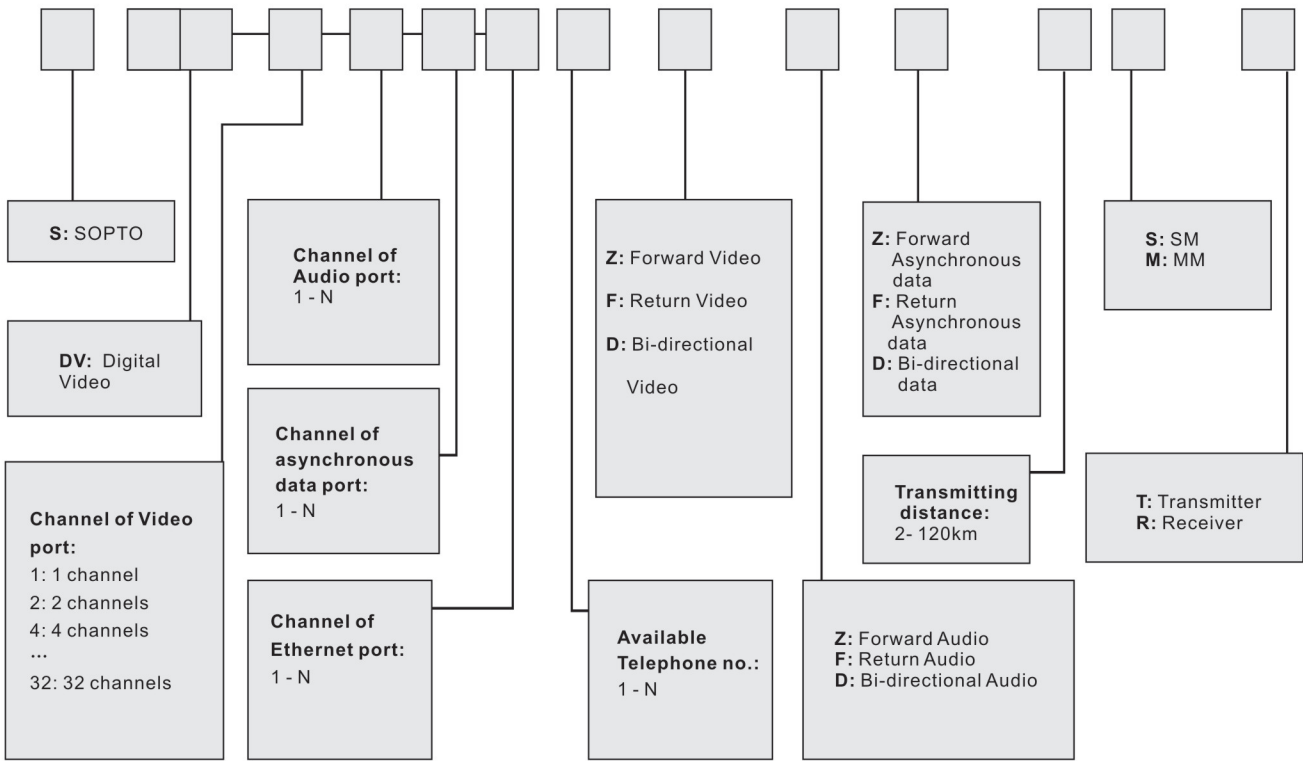 S: SOPTO
DV: Digital
Video
Channel of Video
port:
1: 1 channel
2: 2 channels
4: 4 channels
...
32: 32 channels
Channel of
Audio port:
1 - N
Channel of
asynchronous
data port:
1 - N
Channel of
Ethernet port:
1 - N
Z: Forward Video
F: Return Video
D: Bi-directional
Video
Available
Telephone no.:
1 - N
Z: Forward
Asynchronous
data
F: Return
Asynchronous
data
D: Bi-directional
data
Transmitting
distance:
2- 120km
Z: Forward Audio
F: Return Audio
D: Bi-directional Audio
S: SM
M: MM
T: Transmitter
R: Receiver